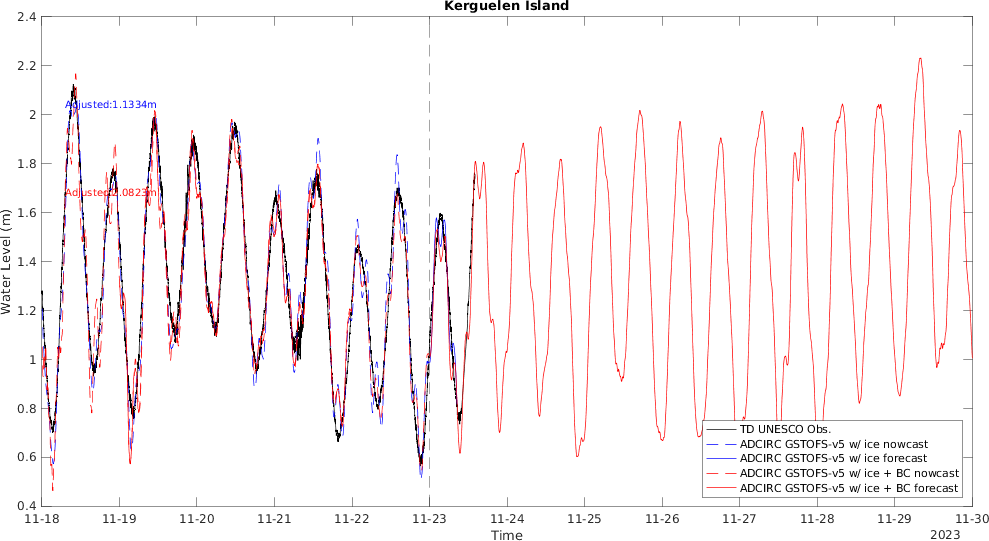 Kerguelen Island
2.4
2.2
2
1.8
1.6
1.4
1.2
1
0.8
0.6
0.4
Water Level (m)
Adjusted:1.1334m
Adjusted:2.0823m
TD UNESCO Obs.
ADCIRC GSTOFS-v5 w/ ice nowcast
ADCIRC GSTOFS-v5 w/ ice forecast
ADCIRC GSTOFS-v5 w/ ice + BC nowcast
ADCIRC GSTOFS-v5 w/ ice + BC forecast
11-18 11-19 11-20 11-21 11-22 11-23 11-24 11-25 11-26 11-27 11-28 11-29 11-30
Time
2023